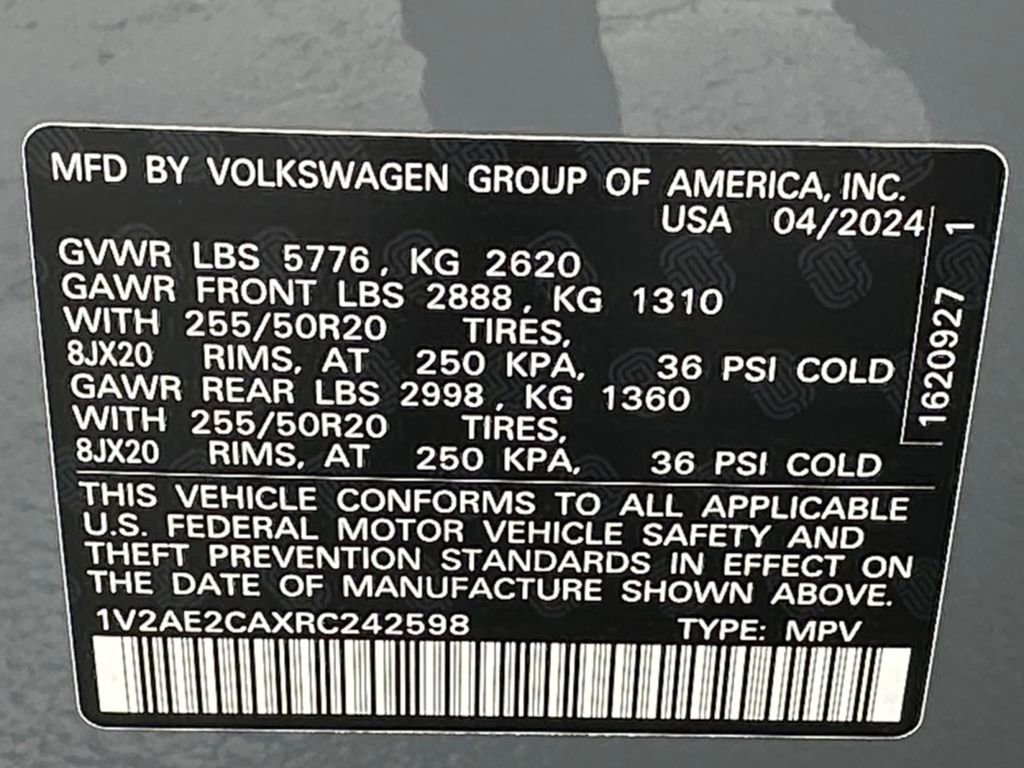 MFD BY VOLKSWAGEN GROUP OF AMERICA, INC.
USA 04/2024
GVWR LBS 5776, KG 2620
GAWR FRONT LBS 2888, KG 1310
WITH 255/50R20 TIRES,
8JX20 RIMS, AT 250 KPA, 36 PSI COLD
GAWR REAR LBS 2998, KG 1360
WITH 255/50R20 TIRES,
8JX20 RIMS, AT 250 KPA, 36 PSI COLD
1620927 1
THIS VEHICLE CONFORMS TO ALL APPLICABLE
U.S. FEDERAL MOTOR VEHICLE SAFETY AND
THEFT PREVENTION STANDARDS IN EFFECT ON
THE DATE OF MANUFACTURE SHOWN ABOVE.
1V2AE2CAXRC242598 TYPE: MPV